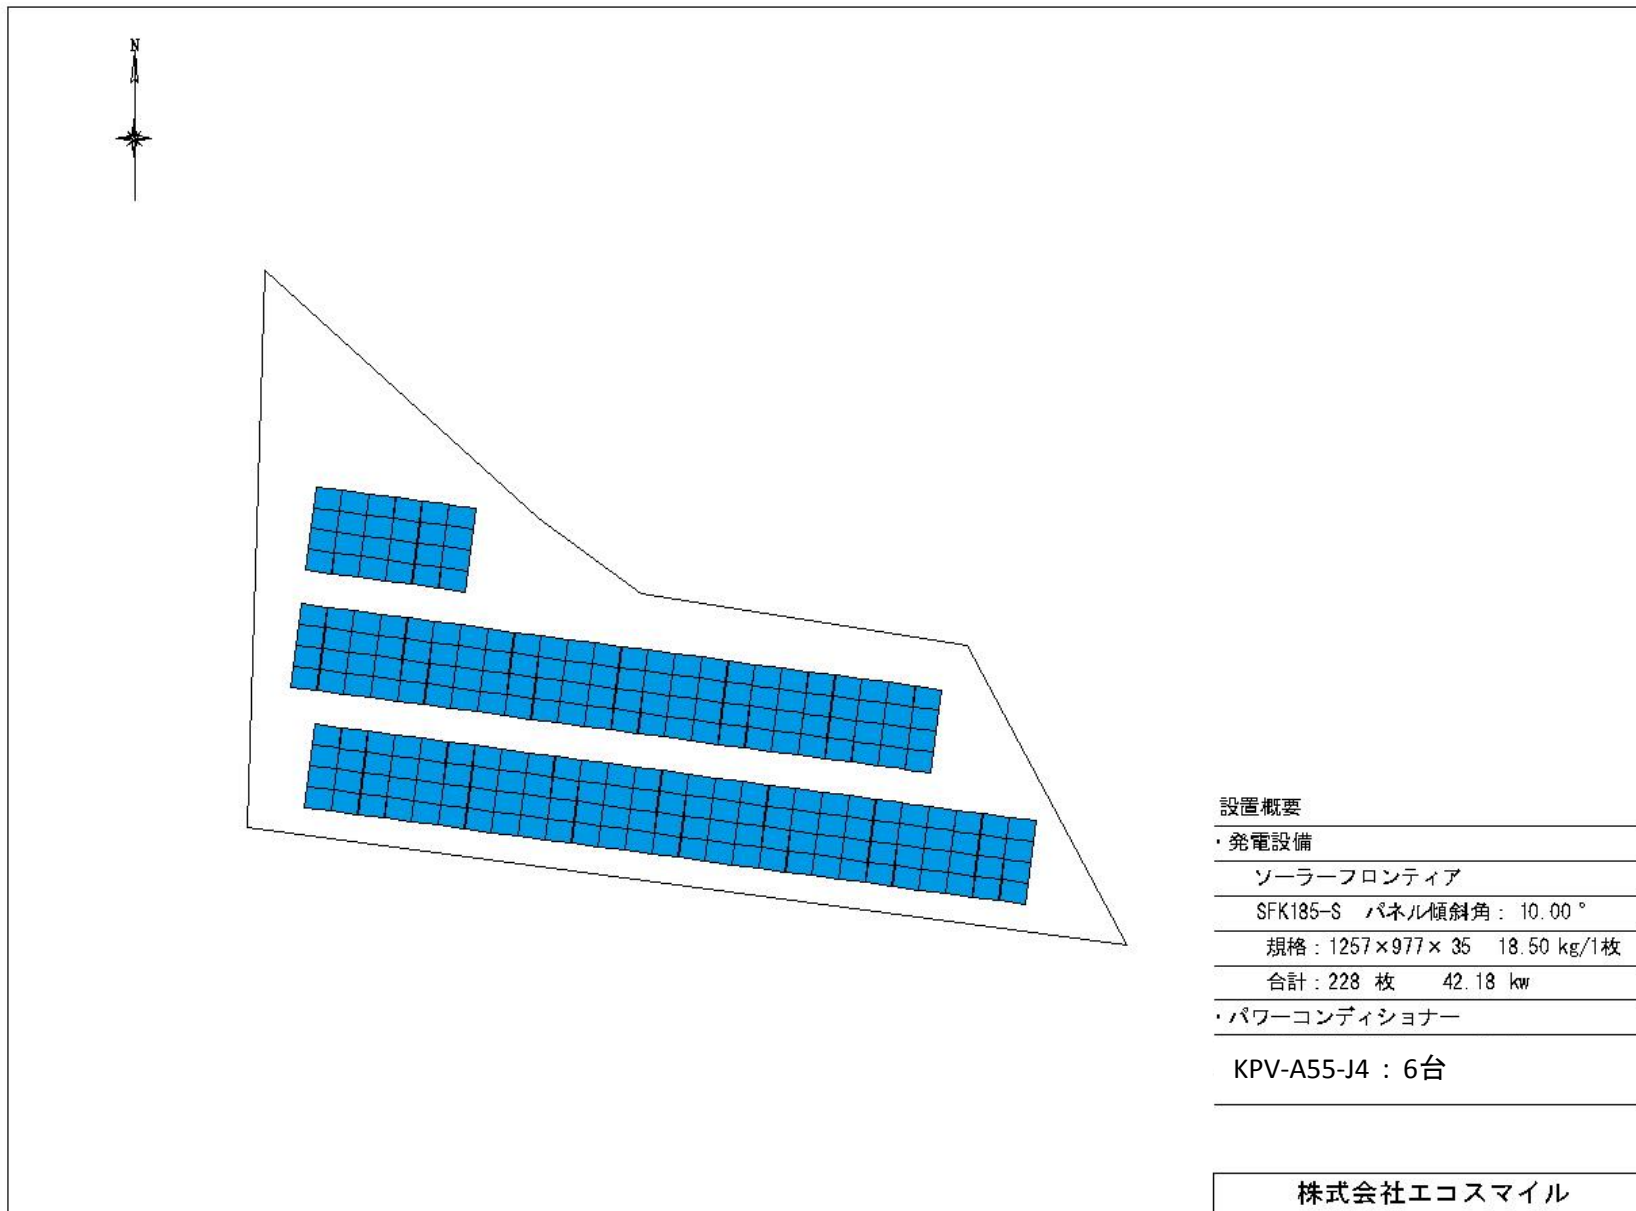 N
設置概要
・発電設備
ソーラーフロンティア
SFK185-S パネル傾斜角: 10.00°
規格:1257×977× 35 18.50 kg/1枚
合計:228 枚 42.18 kw
・パワーコンディショナー
KPV-A55-J4 : 6台
株式会社エコスマイル